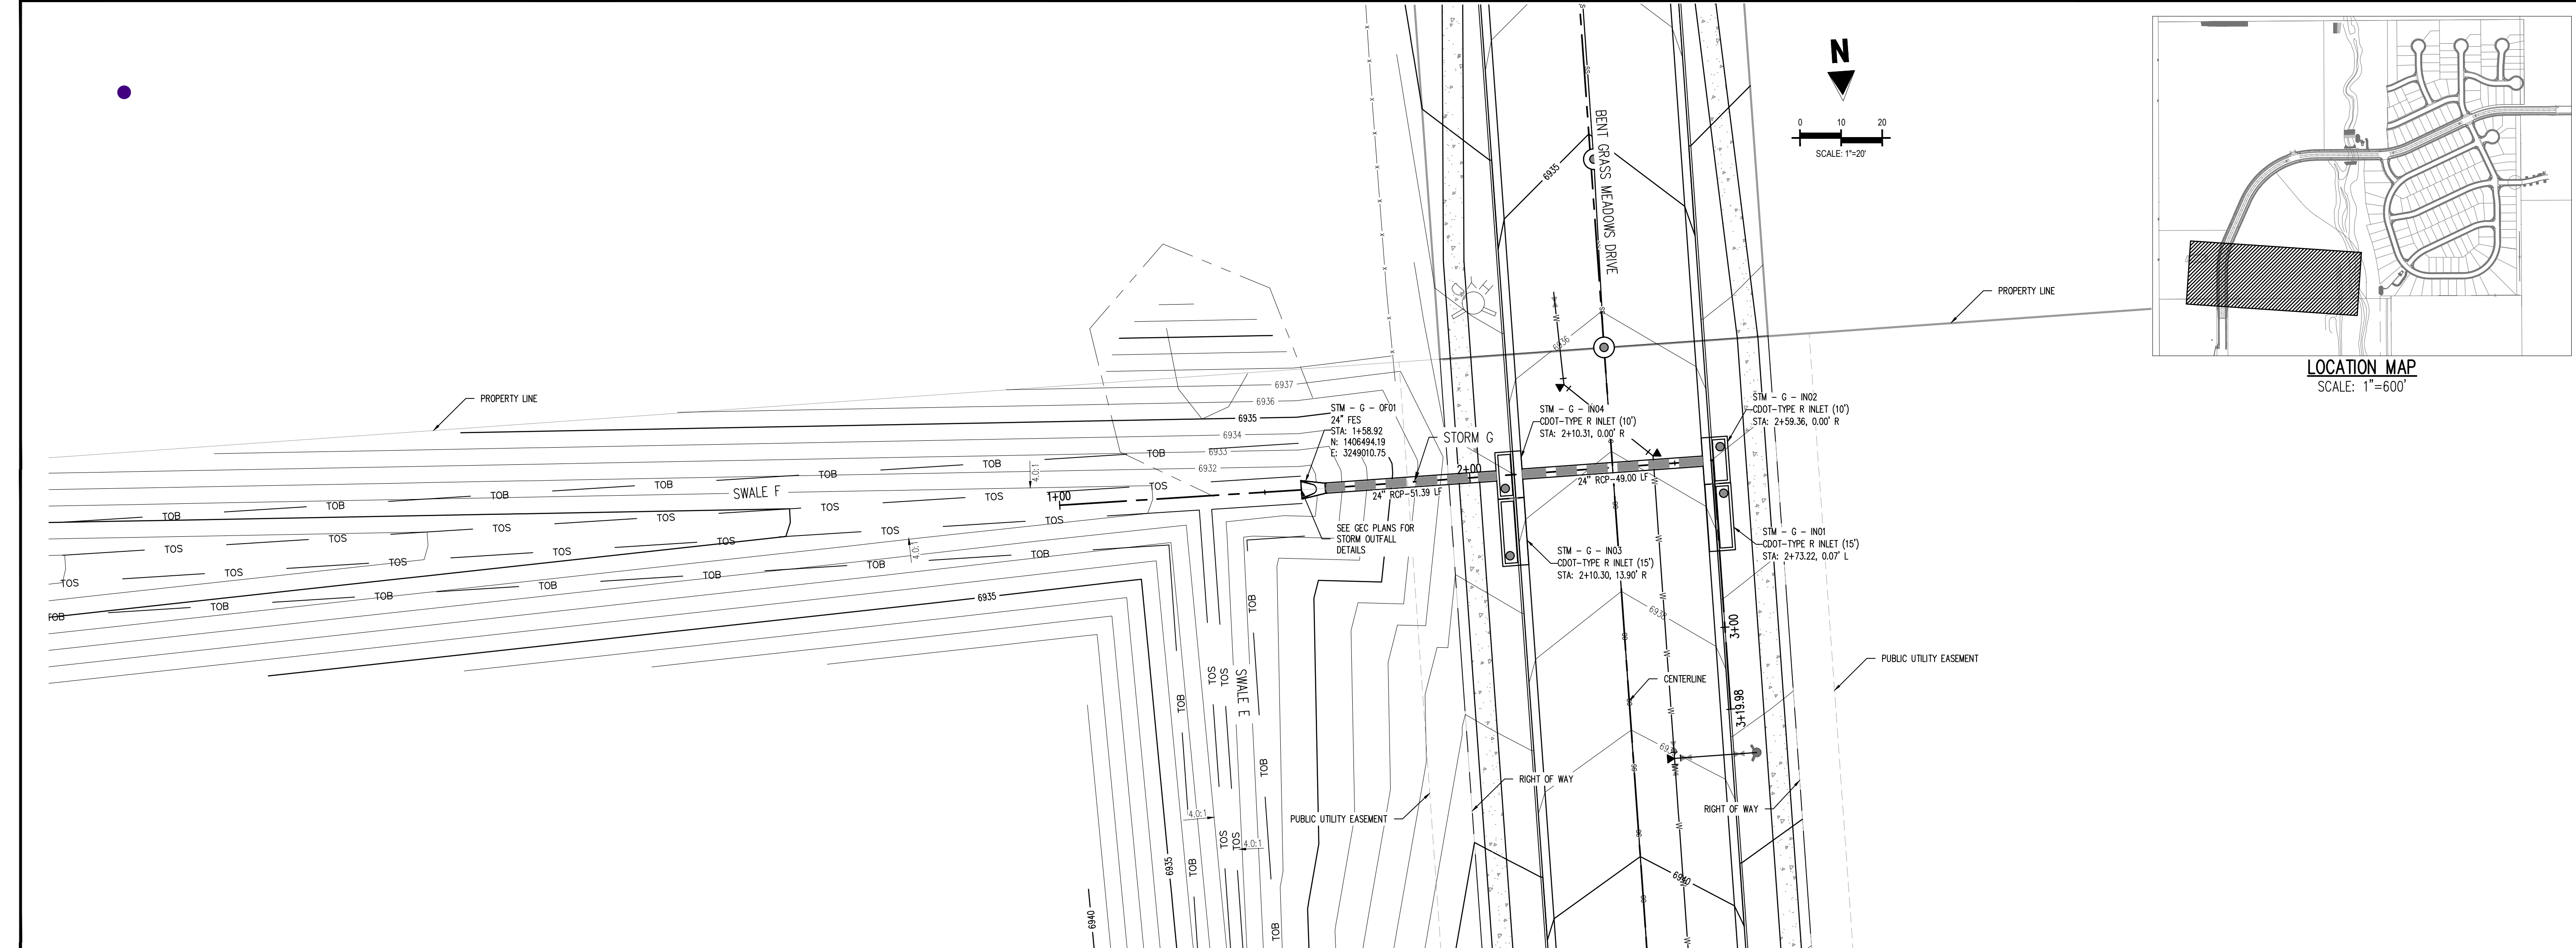 N
0 10 20
SCALE: 1"=20'
LOCATION MAP
SCALE: 1"=600'
BENT GRASS MEADOWS DRIVE
6935
6936
PROPERTY LINE
PROPERTY LINE
6937
6936
6935
6934
6933
6932
STM - G - OF01
24" FES
STA: 1+58.92
N: 1406494.19
E: 3249010.75
STORM G
2+00
STM - G - IN04
CDOT-TYPE R INLET (10')
STA: 2+10.31, 0.00' R
STM - G - IN02
CDOT-TYPE R INLET (10')
STA: 2+59.36, 0.00' R
24" RCP-51.39 LF
24" RCP-49.00 LF
SEE GEC PLANS FOR
STORM OUTFALL
DETAILS
STM - G - IN03
CDOT-TYPE R INLET (15')
STA: 2+10.30, 13.90' R
STM - G - IN01
CDOT-TYPE R INLET (15')
STA: 2+73.22, 0.07' L
SWALE F
1+00
4.0:1
4.0:1
TOB TOB TOB TOB TOB TOB
TOS TOS TOS TOS TOS TOS
TOS TOS TOS TOS TOS TOS
TOB TOB TOB TOB TOB TOB TOB
6935
6938
3+00
3+19.98
PUBLIC UTILITY EASEMENT
CENTERLINE
SWALE E
TOB TOB TOB TOB
TOS TOS TOS TOS
TOB TOB TOB
RIGHT OF WAY
RIGHT OF WAY
PUBLIC UTILITY EASEMENT
4.0:1
4.0:1
6935
6940
6940